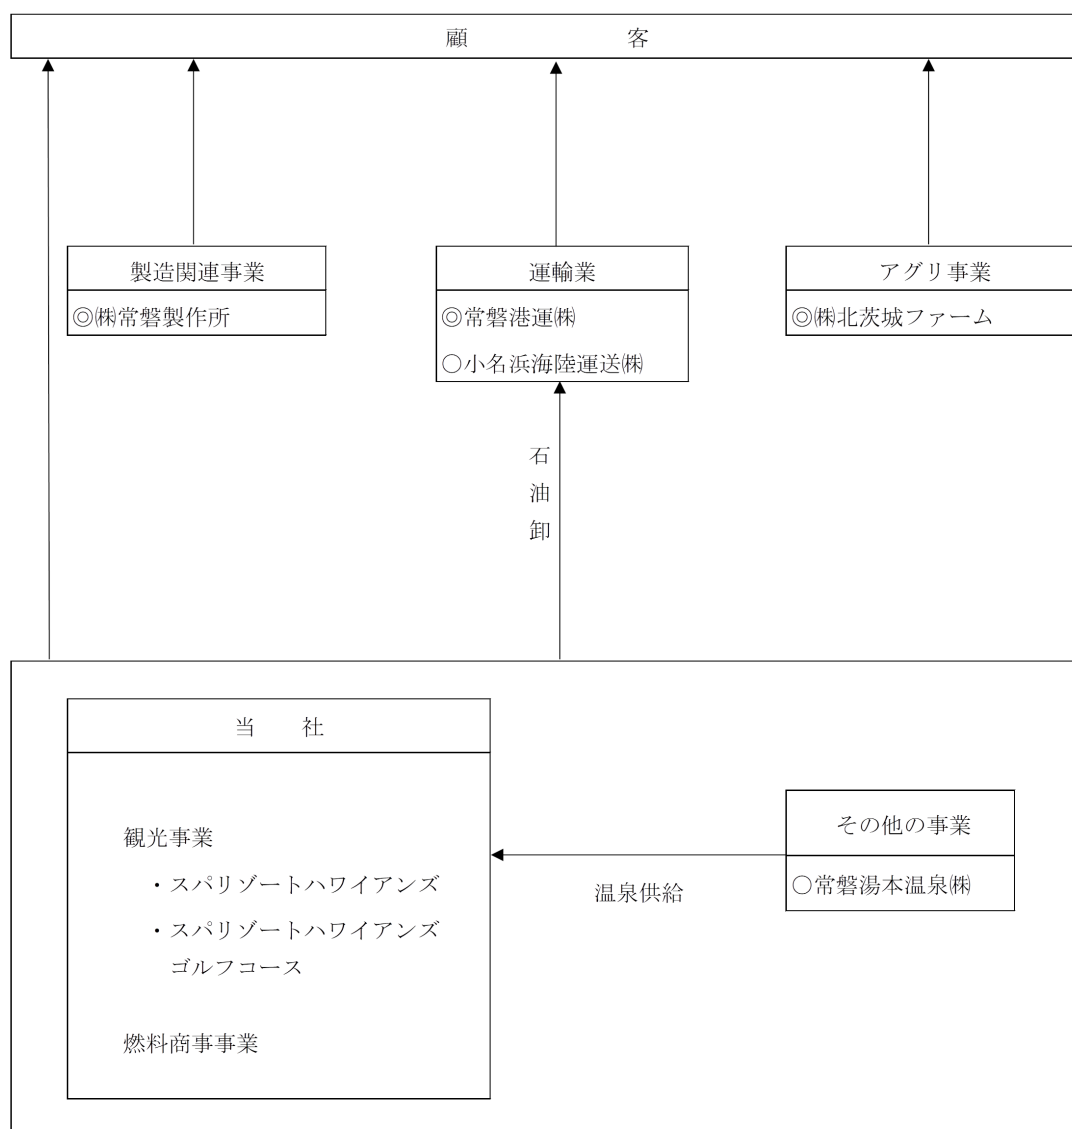 顧　客
製造関連事業
◎㈱常磐製作所
運輸業
◎常磐港運㈱
○小名浜海陸運送㈱
アグリ事業
◎㈱北茨城ファーム
石油卸
当　社
観光事業
・スパリゾートハワイアンズ
・スパリゾートハワイアンズ
ゴルフコース
燃料商事事業
温泉供給
その他の事業
○常磐湯本温泉㈱